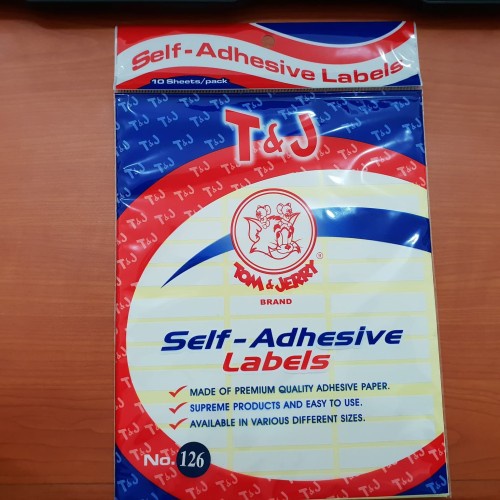 Self-Adhesive Labels
10 Sheets/pack
T&J
TOM & JERRY
®
BRAND
Self-Adhesive
Labels
MADE OF PREMIUM QUALITY ADHESIVE PAPER.
SUPREME PRODUCTS AND EASY TO USE.
AVAILABLE IN VARIOUS DIFFERENT SIZES.
No. 126